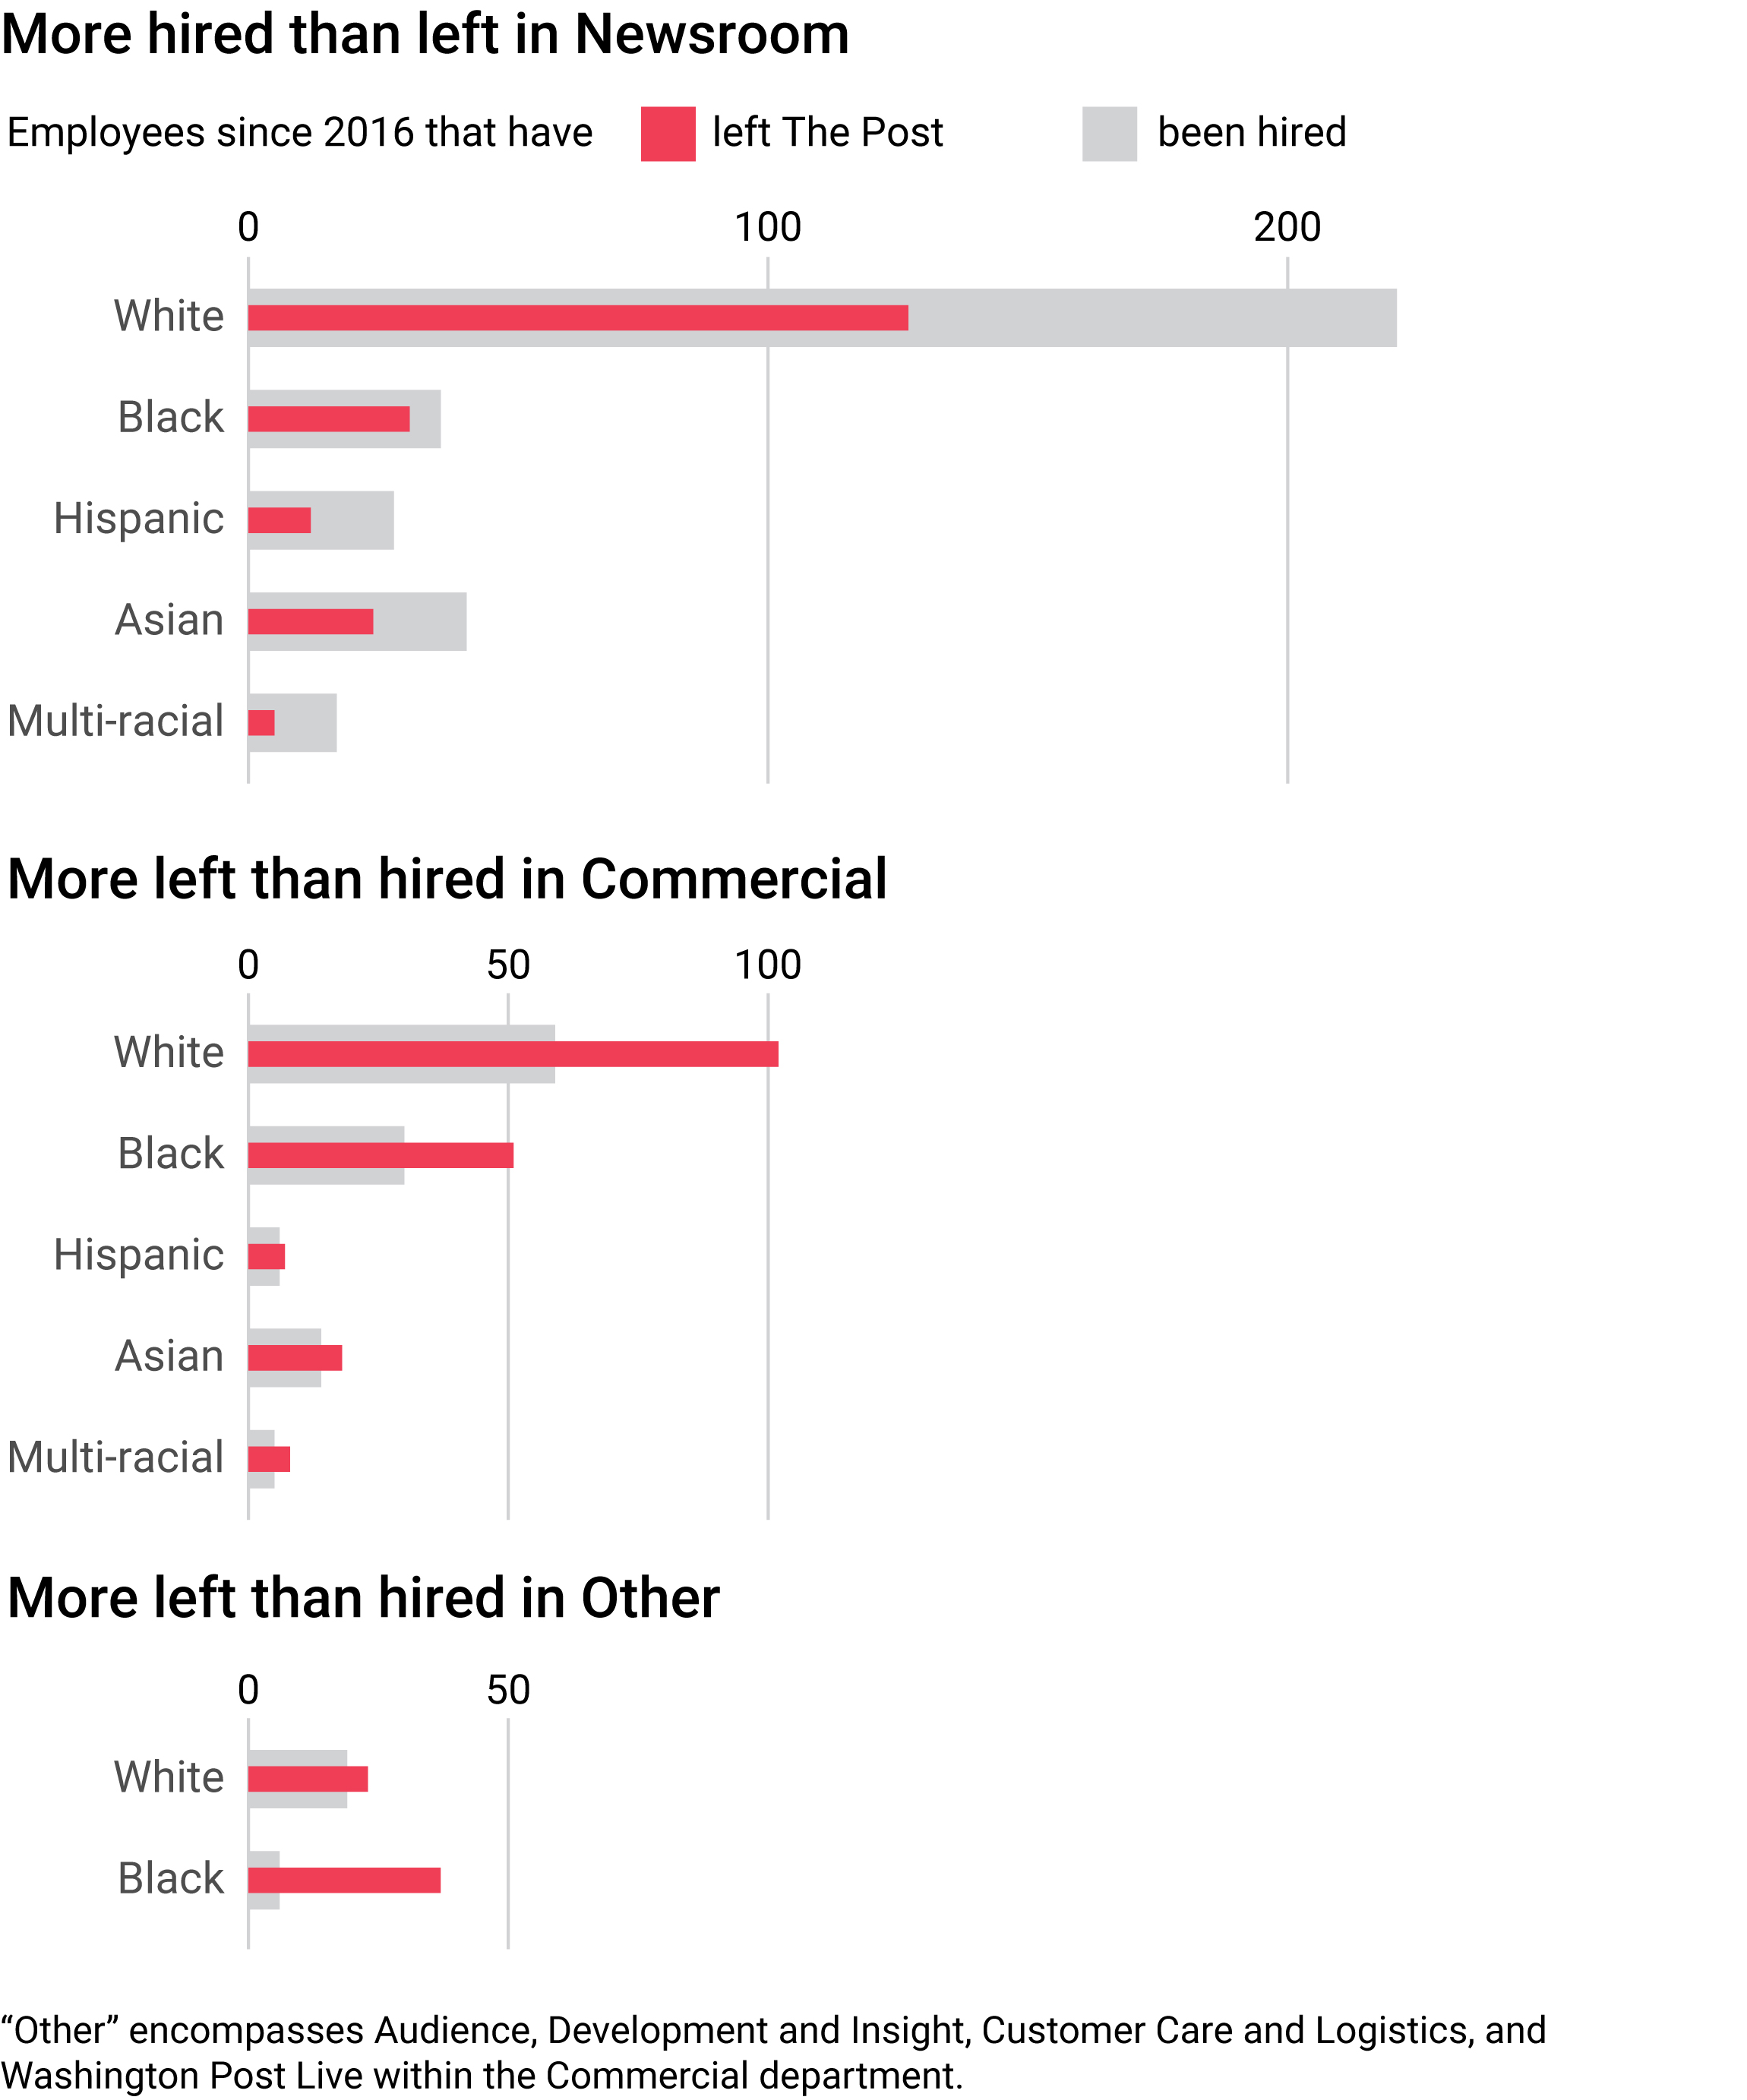 More hired than left in Newsroom
Employees since 2016 that have left The Post been hired
0 100 200
White
Black
Hispanic
Asian
Multi-racial
More left than hired in Commercial
0 50 100
White
Black
Hispanic
Asian
Multi-racial
More left than hired in Other
0 50
White
Black
“Other” encompasses Audience, Development and Insight, Customer Care and Logistics, and
Washington Post Live within the Commercial department.